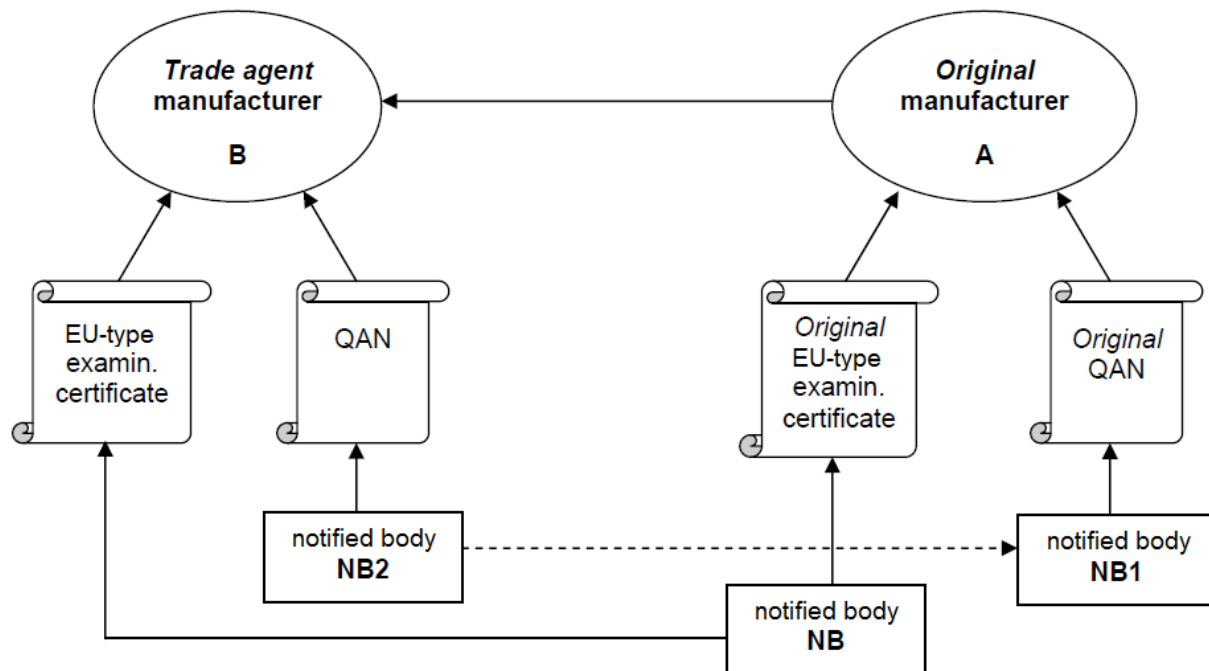 Trade agent
manufacturer
B
Original
manufacturer
A
EU-type
examin.
certificate
QAN
Original
EU-type
examin.
certificate
Original
QAN
notified body
NB2
notified body
NB1
notified body
NB